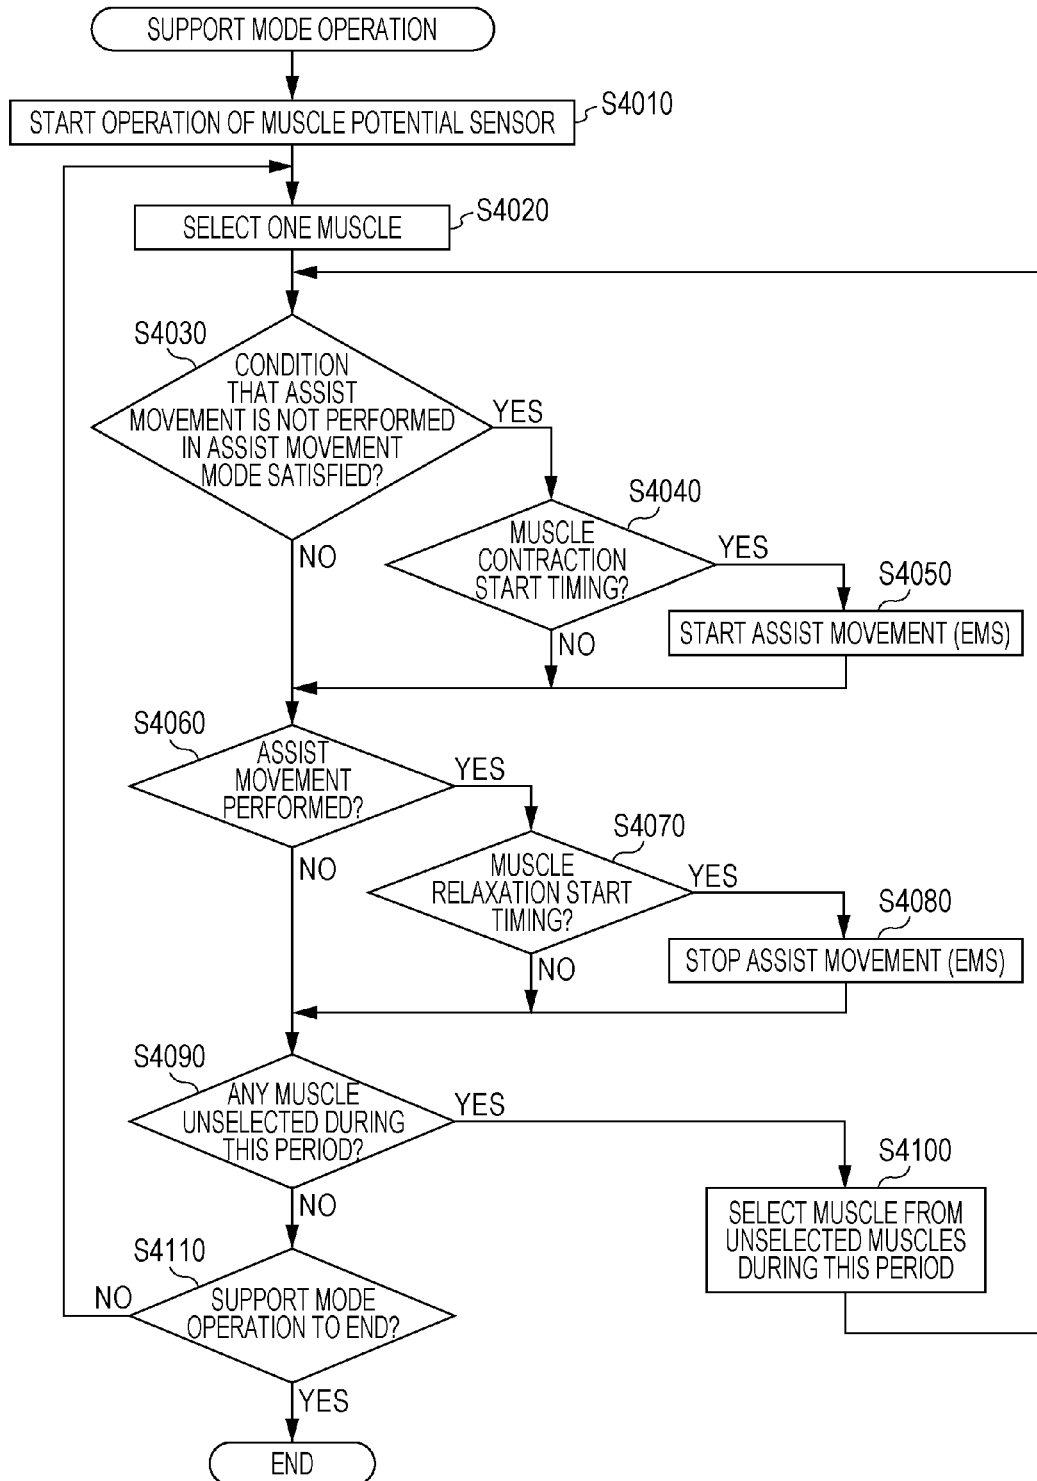 SUPPORT MODE OPERATION
START OPERATION OF MUSCLE POTENTIAL SENSOR
S4010
SELECT ONE MUSCLE
S4020
S4030
CONDITION
THAT ASSIST
MOVEMENT IS NOT PERFORMED
IN ASSIST MOVEMENT
MODE SATISFIED?
YES
NO
S4040
MUSCLE
CONTRACTION
START TIMING?
YES
NO
S4050
START ASSIST MOVEMENT (EMS)
S4060
ASSIST
MOVEMENT
PERFORMED?
YES
NO
S4070
MUSCLE
RELAXATION START
TIMING?
YES
NO
S4080
STOP ASSIST MOVEMENT (EMS)
S4090
ANY MUSCLE
UNSELECTED DURING
THIS PERIOD?
YES
NO
S4100
SELECT MUSCLE FROM
UNSELECTED MUSCLES
DURING THIS PERIOD
S4110
SUPPORT MODE
OPERATION TO END?
NO
YES
END